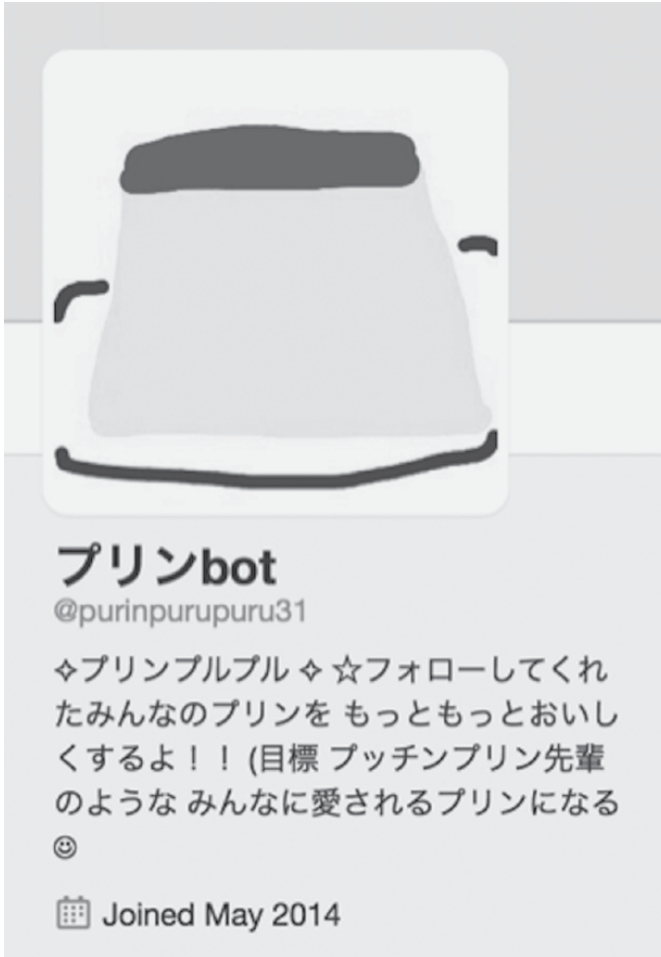 プリンbot
@purinpurupuru31
✧プリンプルプル ✧ ☆フォローしてくれ
たみんなのプリンを もっともっとおいし
くするよ！！ (目標 プッチンプリン先輩
のような みんなに愛されるプリンになる
☺
Joined May 2014